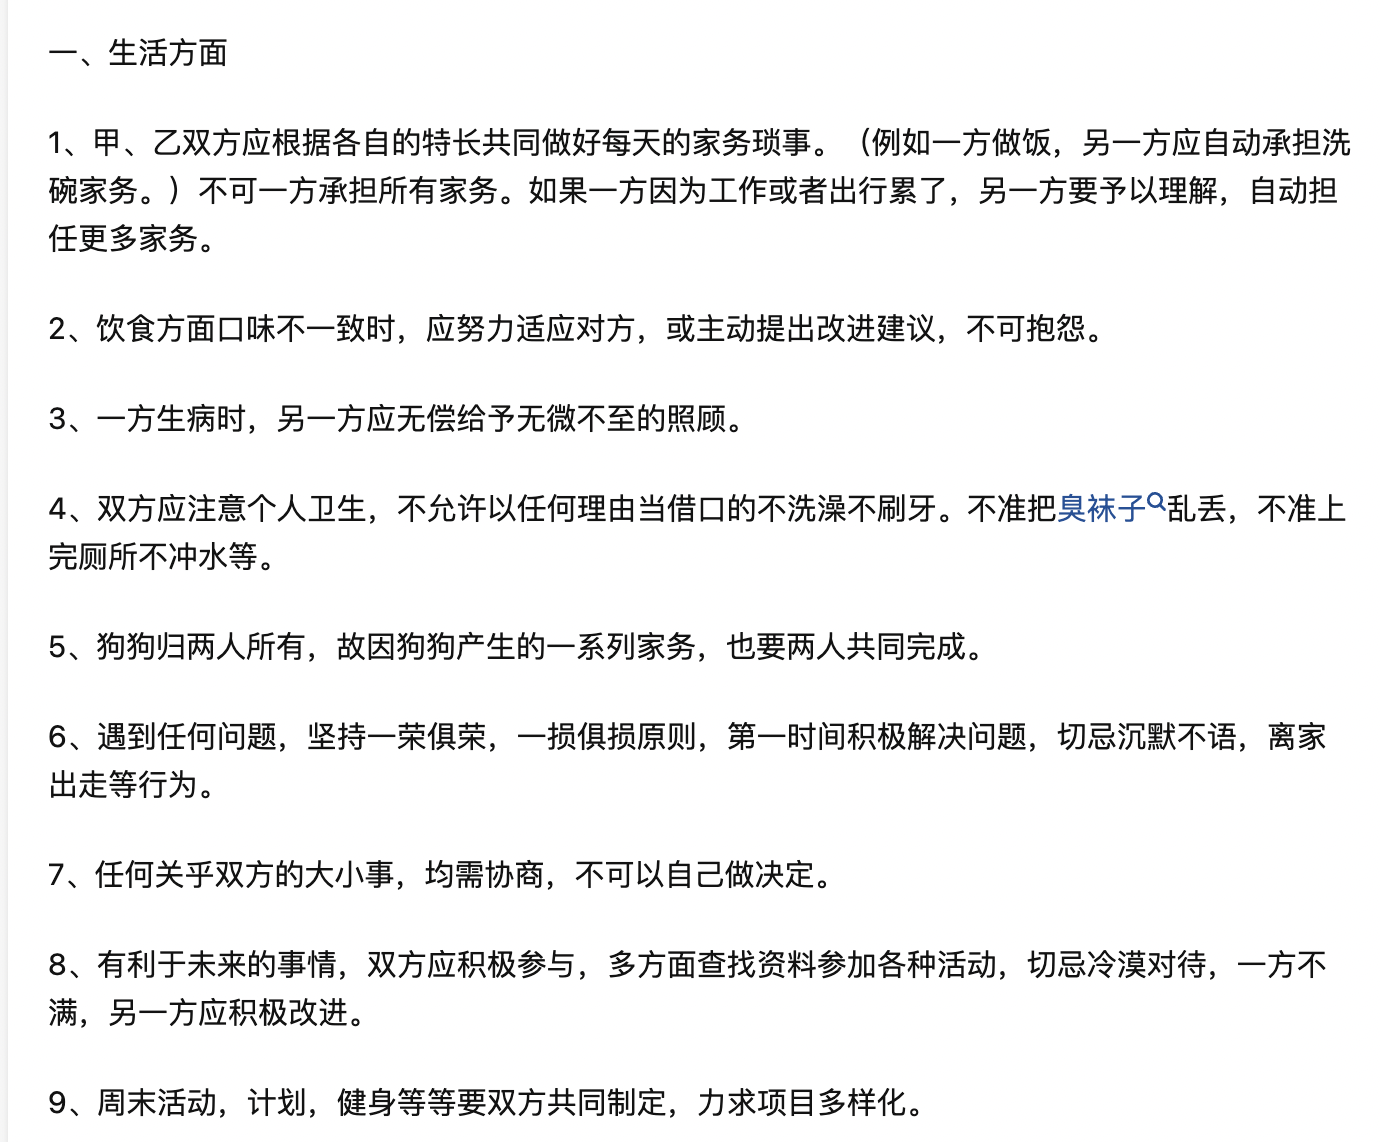 一、生活方面
1、甲、乙双方应根据各自的特长共同做好每天的家务琐事。（例如一方做饭，另一方应自动承担洗
碗家务。）不可一方承担所有家务。如果一方因为工作或者出行累了，另一方要予以理解，自动担
任更多家务。
2、饮食方面口味不一致时，应努力适应对方，或主动提出改进建议，不可抱怨。
3、一方生病时，另一方应无偿给予无微不至的照顾。
4、双方应注意个人卫生，不允许以任何理由当借口的不洗澡不刷牙。不准把臭袜子乱丢，不准上
完厕所不冲水等。
5、狗狗归两人所有，故因狗狗产生的一系列家务，也要两人共同完成。
6、遇到任何问题，坚持一荣俱荣，一损俱损原则，第一时间积极解决问题，切忌沉默不语，离家
出走等行为。
7、任何关乎双方的大小事，均需协商，不可以自己做决定。
8、有利于未来的事情，双方应积极参与，多方面查找资料参加各种活动，切忌冷漠对待，一方不
满，另一方应积极改进。
9、周末活动，计划，健身等等要双方共同制定，力求项目多样化。